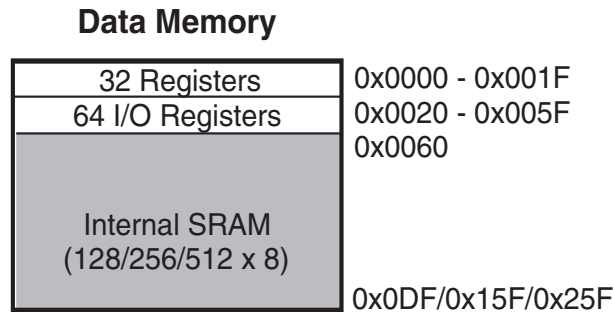 Data Memory
32 Registers
0x0000 - 0x001F
64 I/O Registers
0x0020 - 0x005F
0x0060
Internal SRAM
(128/256/512 x 8)
0x0DF/0x15F/0x25F